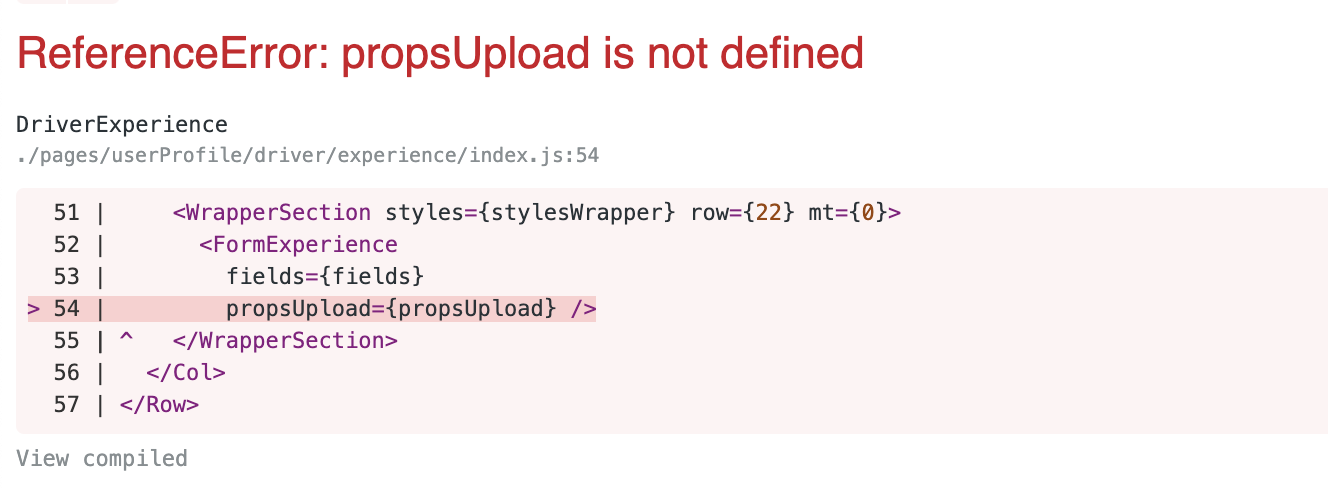 ReferenceError: propsUpload is not defined
DriverExperience
./pages/userProfile/driver/experience/index.js:54
51 |     <WrapperSection styles={stylesWrapper} row={22} mt={0}>
52 |       <FormExperience
53 |         fields={fields}
> 54 |         propsUpload={propsUpload} />
55 | ^   </WrapperSection>
56 |   </Col>
57 | </Row>
View compiled